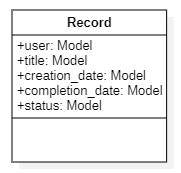 Record
+user: Model
+title: Model
+creation_date: Model
+completion_date: Model
+status: Model